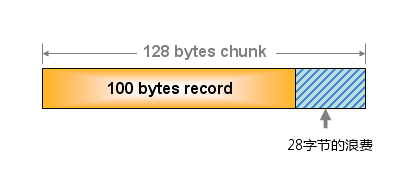 128 bytes chunk
100 bytes record
28字节的浪费